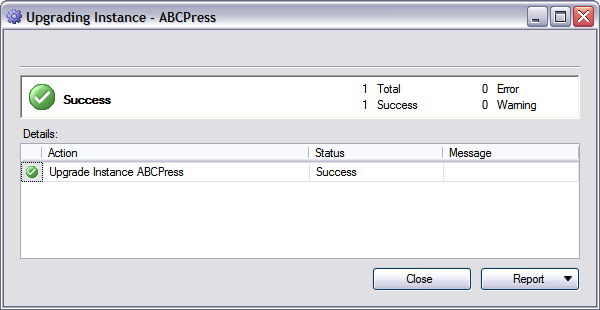 Upgrading Instance - ABCPress
Success
1 Total 0 Error
1 Success 0 Warning
Details:
Action Status Message
Upgrade Instance ABCPress Success
Close Report